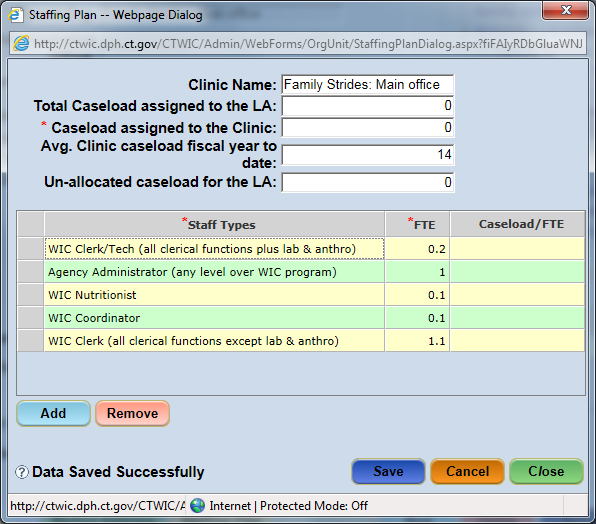 Staffing Plan -- Webpage Dialog
http://ctwic.dph.ct.gov/CTWIC/Admin/WebForms/OrgUnit/StaffingPlanDialog.aspx?fiFAIyRDbGIuaWNJ
Clinic Name: Family Strides: Main office
Total Caseload assigned to the LA: 0
* Caseload assigned to the Clinic: 0
Avg. Clinic caseload fiscal year to
date: 14
Un-allocated caseload for the LA: 0
*Staff Types *FTE Caseload/FTE
WIC Clerk/Tech (all clerical functions plus lab & anthro) 0.2
Agency Administrator (any level over WIC program) 1
WIC Nutritionist 0.1
WIC Coordinator 0.1
WIC Clerk (all clerical functions except lab & anthro) 1.1
Add Remove
? Data Saved Successfully Save Cancel Close
http://ctwic.dph.ct.gov/CTWIC/A Internet | Protected Mode: Off